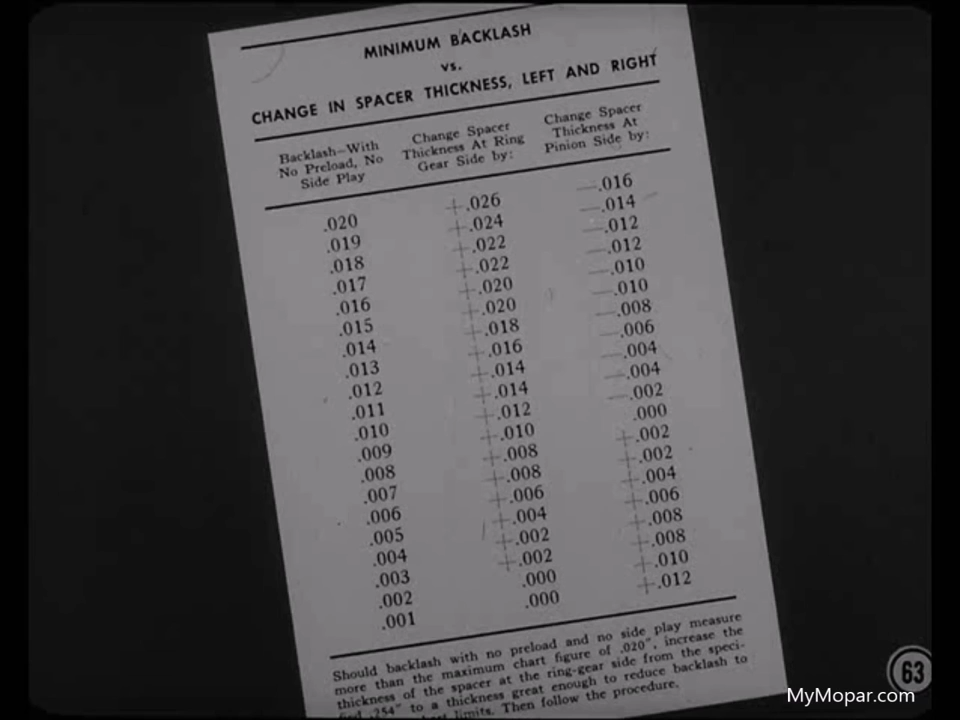 MINIMUM BACKLASH
vs.
CHANGE IN SPACER THICKNESS, LEFT AND RIGHT
Backlash—With
No Preload, No
Side Play
Change Spacer
Thickness At Ring
Gear Side by:
Change Spacer
Thickness At
Pinion Side by:
.020 +.026 —.016
.019 +.024 —.014
.018 +.022 —.012
.017 +.022 —.012
.016 +.020 —.010
.015 +.020 —.010
.014 +.018 —.008
.013 +.016 —.006
.012 +.014 —.004
.011 +.014 —.004
.010 +.012 —.002
.009 +.010 .000
.008 +.008 +.002
.007 +.008 +.002
.006 +.006 +.004
.005 +.004 +.006
.004 +.002 +.008
.003 +.002 +.008
.002 .000 +.010
.001 .000 +.012
Should backlash with no preload and no side play measure
more than the maximum chart figure of .020", increase the
thickness of the spacer at the ring-gear side from the speci-
fied .254" to a thickness great enough to reduce backlash to
limits. Then follow the procedure.
63
MyMopar.com